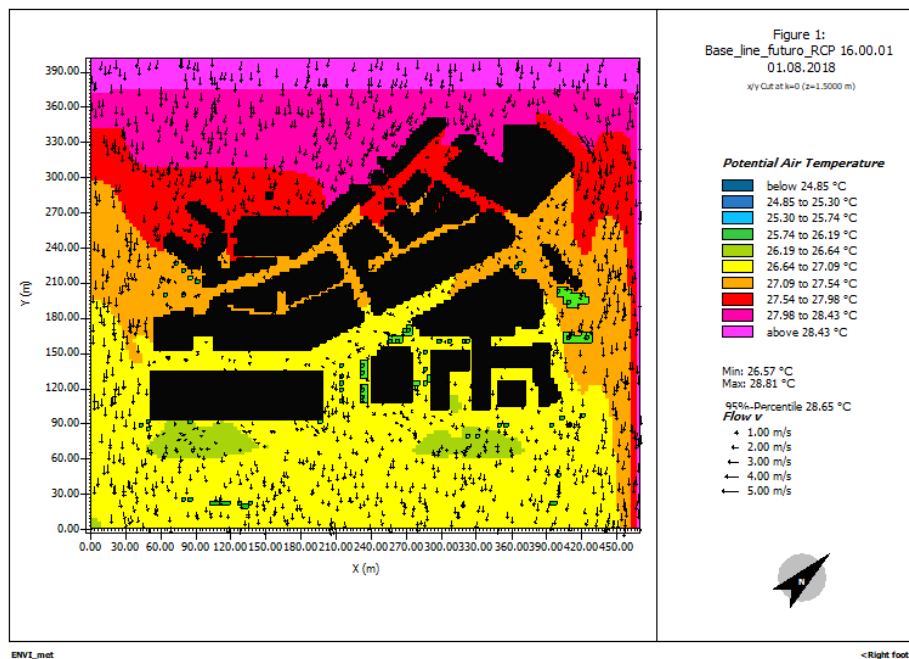 Figure 1:
Base_line_futuro_RCP 16.00.01
01.08.2018
x/y Cut at k=0 (z=1.5000 m)
Potential Air Temperature
below 24.85 °C
24.85 to 25.30 °C
25.30 to 25.74 °C
25.74 to 26.19 °C
26.19 to 26.64 °C
26.64 to 27.09 °C
27.09 to 27.54 °C
27.54 to 27.98 °C
27.98 to 28.43 °C
above 28.43 °C
Min: 26.57 °C
Max: 28.81 °C
95%-Percentile 28.65 °C
Flow v
1.00 m/s
2.00 m/s
3.00 m/s
4.00 m/s
5.00 m/s
N
390.00
360.00
330.00
300.00
270.00
240.00
210.00
180.00
150.00
120.00
90.00
60.00
30.00
0.00
Y (m)
0.00 30.00 60.00 90.00 120.00 150.00 180.00 210.00 240.00 270.00 300.00 330.00 360.00 390.00 420.00 450.00
X (m)
ENVI_met
<Right foot